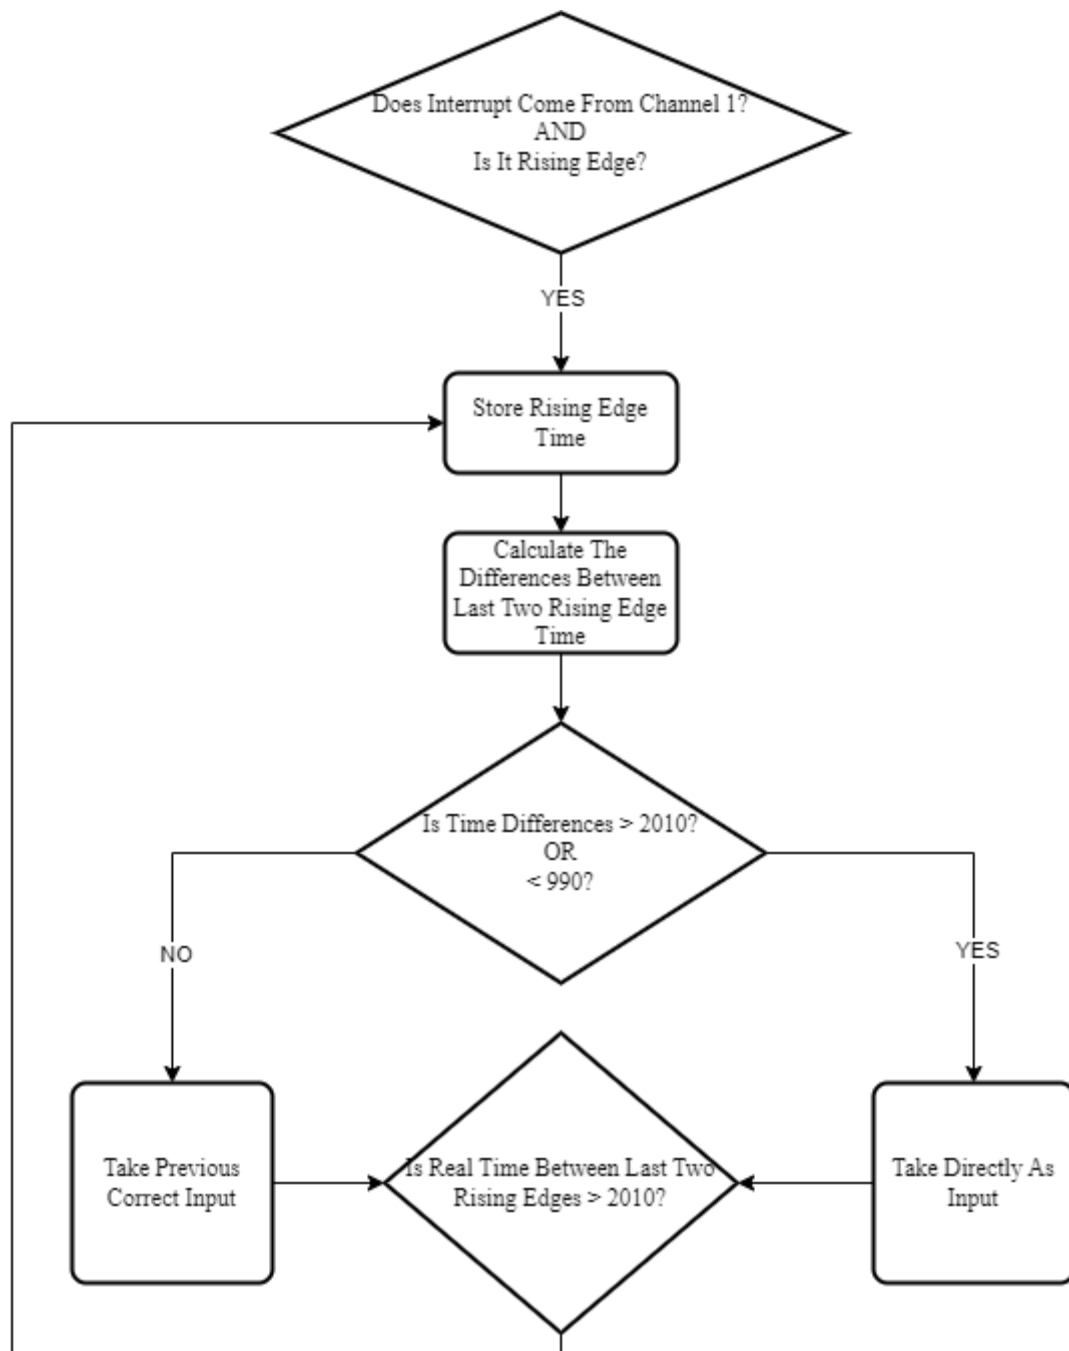 Does Interrupt Come From Channel 1?
AND
Is It Rising Edge?
YES
Store Rising Edge
Time
Calculate The
Differences Between
Last Two Rising Edge
Time
Is Time Differences > 2010?
OR
< 990?
NO
YES
Take Previous
Correct Input
Is Real Time Between Last Two
Rising Edges > 2010?
Take Directly As
Input